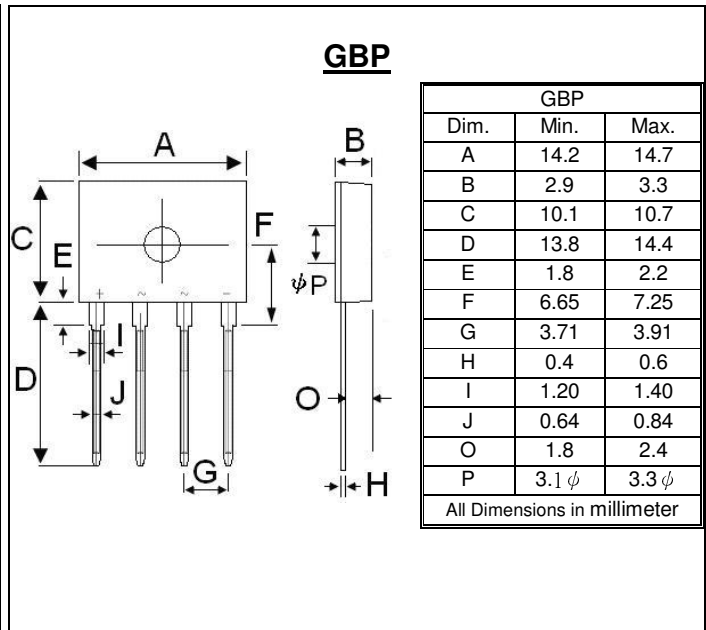 GBP
A
B
C
E
F
ψP
+ ~ ~ -
I
D
J
O
G
H
GBP
Dim. Min. Max.
A 14.2 14.7
B 2.9 3.3
C 10.1 10.7
D 13.8 14.4
E 1.8 2.2
F 6.65 7.25
G 3.71 3.91
H 0.4 0.6
I 1.20 1.40
J 0.64 0.84
O 1.8 2.4
P 3.1ϕ 3.3ϕ
All Dimensions in millimeter